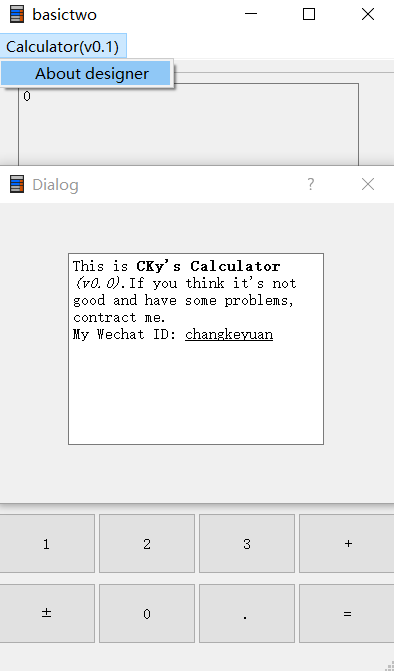 basictwo
Calculator(v0.1)
About designer
0
Dialog
?
This is CKy's Calculator
(v0.0).If you think it's not
good and have some problems,
contract me.
My Wechat ID: changkeyuan
1 2 3 +
± 0 . =